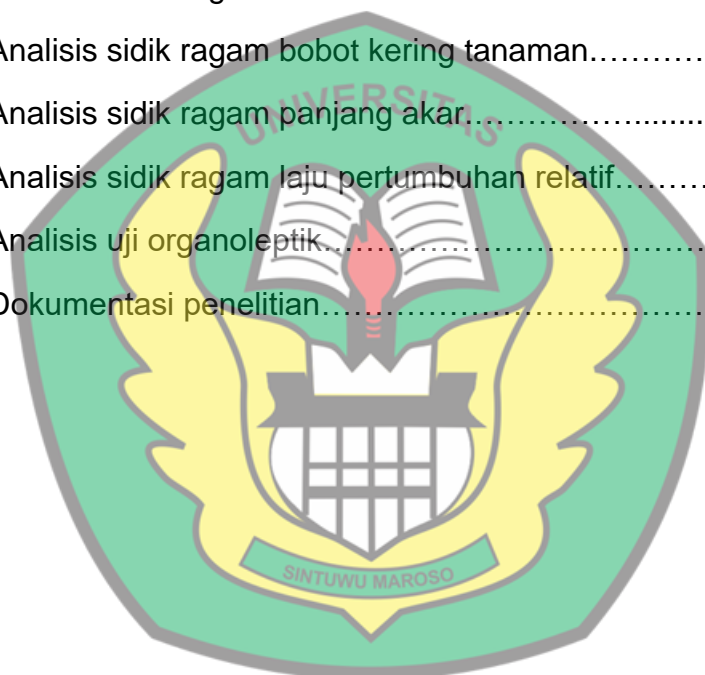 Analisis sidik ragam bobot kering tanaman…………
Analisis sidik ragam panjang akar………………........
Analisis sidik ragam laju pertumbuhan relatif………
Analisis uji organoleptik…………………………………
Dokumentasi penelitian…………………………………
UNIVERSITAS
SINTUWU MAROSO